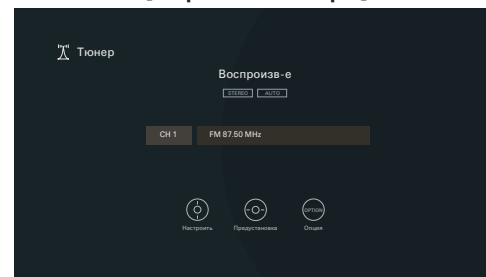 Тюнер
Воспроизв-е
STEREO AUTO
CH 1 FM 87.50 MHz
OPTION
Настроить Предустановка Опция